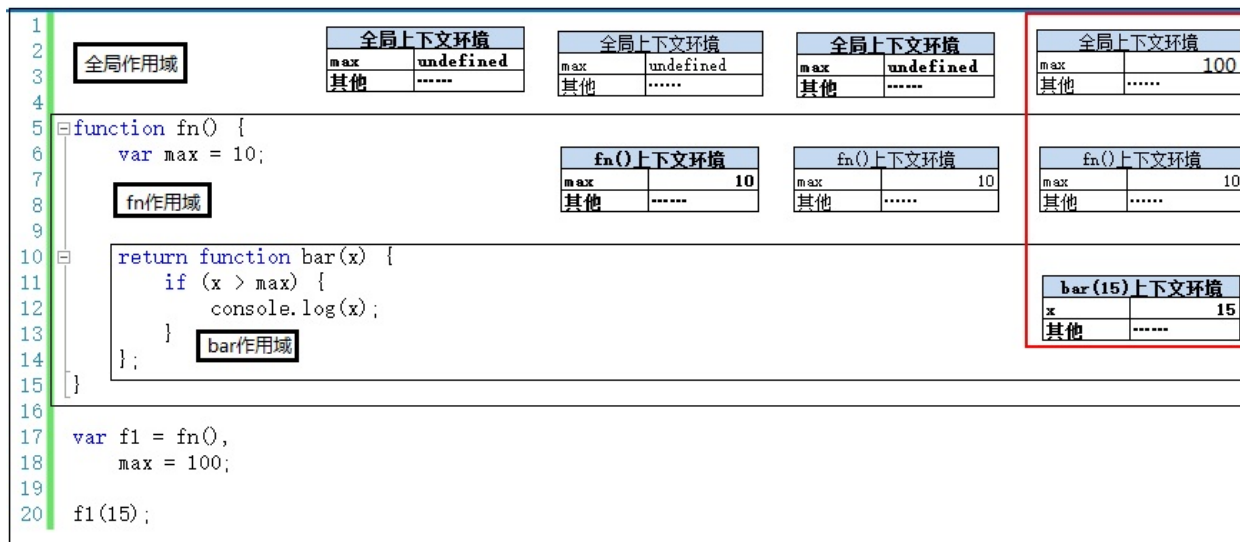 1
2
3
4
5 function fn() {
6 var max = 10;
7
8
9
10 return function bar(x) {
11 if (x > max) {
12 console.log(x);
13 }
14 };
15 }
16
17 var f1 = fn(),
18 max = 100;
19
20 f1(15);
全局作用域
fn作用域
bar作用域
全局上下文环境
max undefined
其他 ······
全局上下文环境
max undefined
其他 ······
全局上下文环境
max undefined
其他 ······
全局上下文环境
max 100
其他 ······
fn()上下文环境
max 10
其他 ······
fn()上下文环境
max 10
其他 ······
fn()上下文环境
max 10
其他 ······
bar(15)上下文环境
x 15
其他 ······